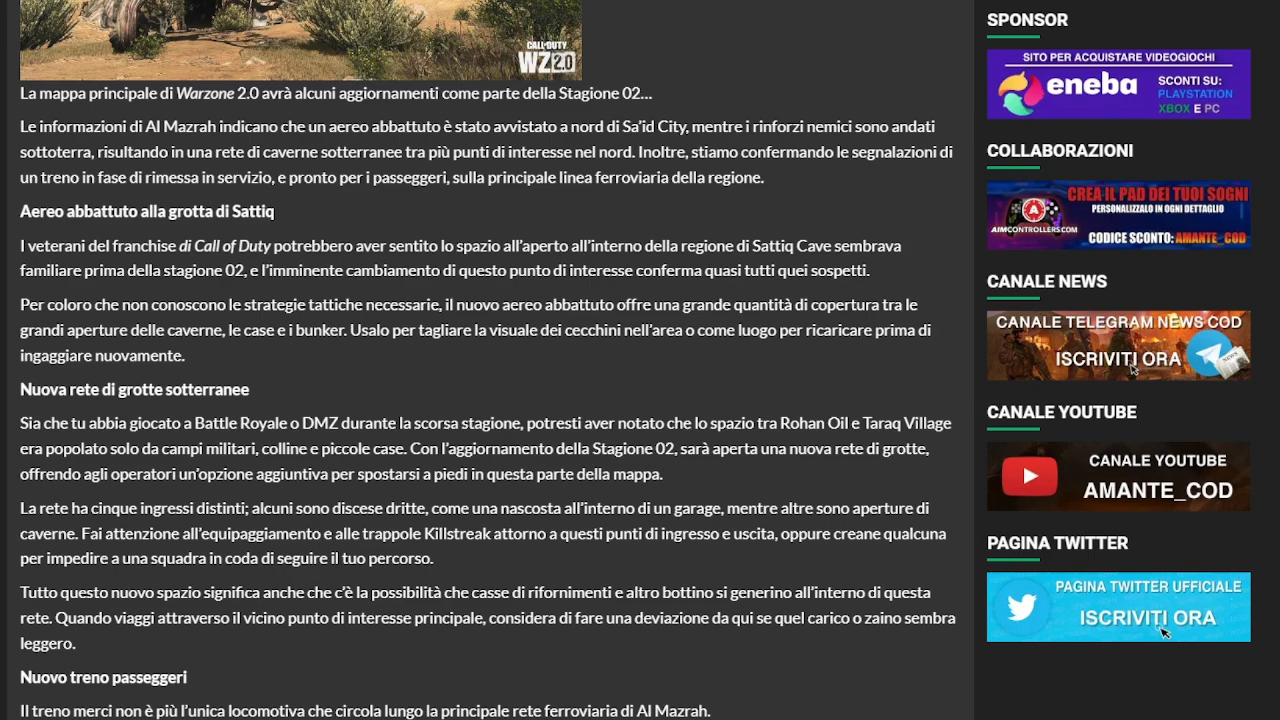 CALL·DUTY
WZ 2.0
La mappa principale di Warzone 2.0 avrà alcuni aggiornamenti come parte della Stagione 02…
Le informazioni di Al Mazrah indicano che un aereo abbattuto è stato avvistato a nord di Sa’id City, mentre i rinforzi nemici sono andati
sottoterra, risultando in una rete di caverne sotterranee tra più punti di interesse nel nord. Inoltre, stiamo confermando le segnalazioni di
un treno in fase di rimessa in servizio, e pronto per i passeggeri, sulla principale linea ferroviaria della regione.
Aereo abbattuto alla grotta di Sattiq
I veterani del franchise di Call of Duty potrebbero aver sentito lo spazio all’aperto all’interno della regione di Sattiq Cave sembrava
familiare prima della stagione 02, e l’imminente cambiamento di questo punto di interesse conferma quasi tutti quei sospetti.
Per coloro che non conoscono le strategie tattiche necessarie, il nuovo aereo abbattuto offre una grande quantità di copertura tra le
grandi aperture delle caverne, le case e i bunker. Usalo per tagliare la visuale dei cecchini nell’area o come luogo per ricaricare prima di
ingaggiare nuovamente.
Nuova rete di grotte sotterranee
Sia che tu abbia giocato a Battle Royale o DMZ durante la scorsa stagione, potresti aver notato che lo spazio tra Rohan Oil e Taraq Village
era popolato solo da campi militari, colline e piccole case. Con l’aggiornamento della Stagione 02, sarà aperta una nuova rete di grotte,
offrendo agli operatori un’opzione aggiuntiva per spostarsi a piedi in questa parte della mappa.
La rete ha cinque ingressi distinti; alcuni sono discese dritte, come una nascosta all’interno di un garage, mentre altre sono aperture di
caverne. Fai attenzione all’equipaggiamento e alle trappole Killstreak attorno a questi punti di ingresso e uscita, oppure creane qualcuna
per impedire a una squadra in coda di seguire il tuo percorso.
Tutto questo nuovo spazio significa anche che c’è la possibilità che casse di rifornimenti e altro bottino si generino all’interno di questa
rete. Quando viaggi attraverso il vicino punto di interesse principale, considera di fare una deviazione da qui se quel carico o zaino sembra
leggero.
Nuovo treno passeggeri
Il treno merci non è più l’unica locomotiva che circola lungo la principale rete ferroviaria di Al Mazrah.
SPONSOR
SITO PER ACQUISTARE VIDEOGIOCHI
eneba
SCONTI SU:
PLAYSTATION
XBOX E PC
COLLABORAZIONI
CREA IL PAD DEI TUOI SOGNI
PERSONALIZZALO IN OGNI DETTAGLIO
AIMCONTROLLERS.COM
CODICE SCONTO: AMANTE_COD
CANALE NEWS
CANALE TELEGRAM NEWS COD
ISCRIVITI ORA
NEWS
CANALE YOUTUBE
CANALE YOUTUBE
AMANTE_COD
PAGINA TWITTER
PAGINA TWITTER UFFICIALE
ISCRIVITI ORA